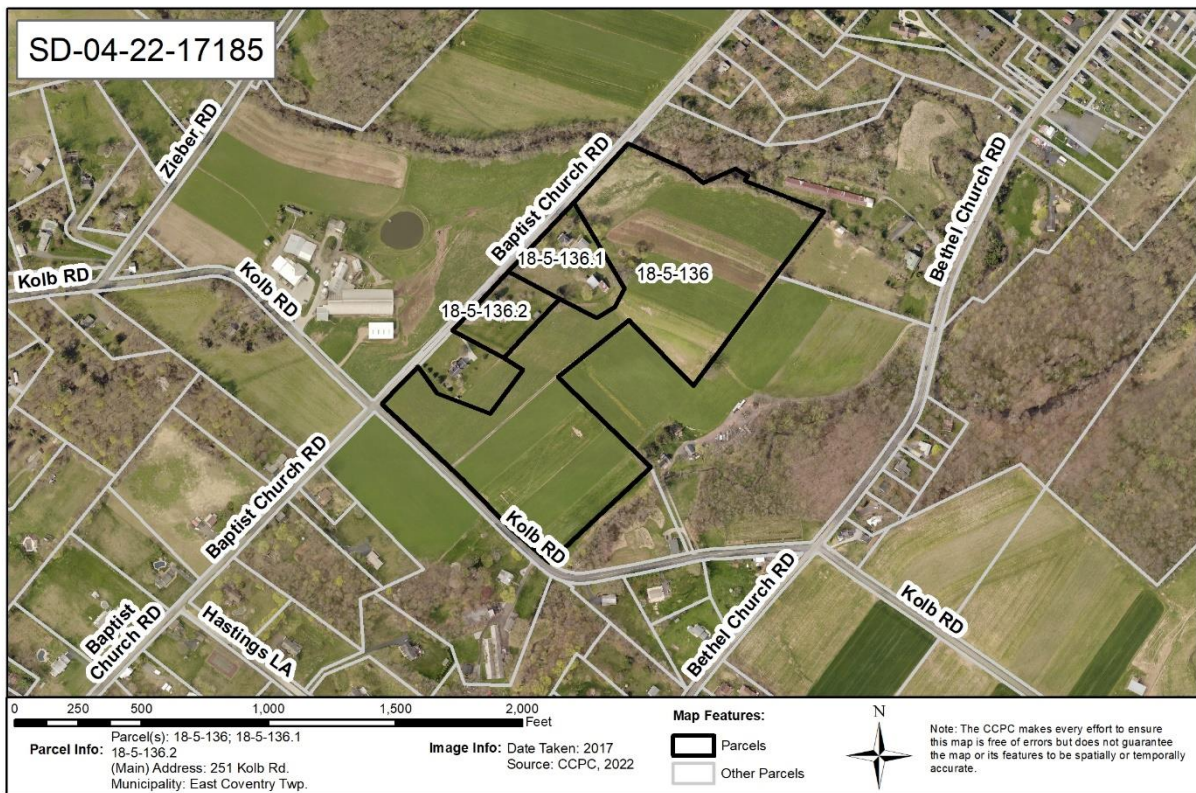 SD-04-22-17185
Zieber RD
Baptist Church RD
Bethel Church RD
Kolb RD
Kolb RD
18-5-136.1
18-5-136
18-5-136.2
Baptist Church RD
Kolb RD
Baptist
Church RD
Hastings LA
Bethel Church RD
Kolb RD
0 250 500 1,000 1,500 2,000
Feet
Parcel Info: Parcel(s): 18-5-136; 18-5-136.1
18-5-136.2
(Main) Address: 251 Kolb Rd.
Municipality: East Coventry Twp.
Image Info: Date Taken: 2017
Source: CCPC, 2022
Map Features:
Parcels
Other Parcels
N
Note: The CCPC makes every effort to ensure
this map is free of errors but does not guarantee
the map or its features to be spatially or temporally
accurate.